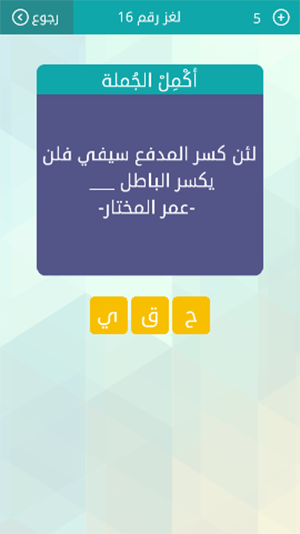 رجوع
لغز رقم 16
5
أكْمِلْ الجُملة
لئن كسر المدفع سيفي فلن
يكسر الباطل ___
-عمر المختار-
ح ق ي